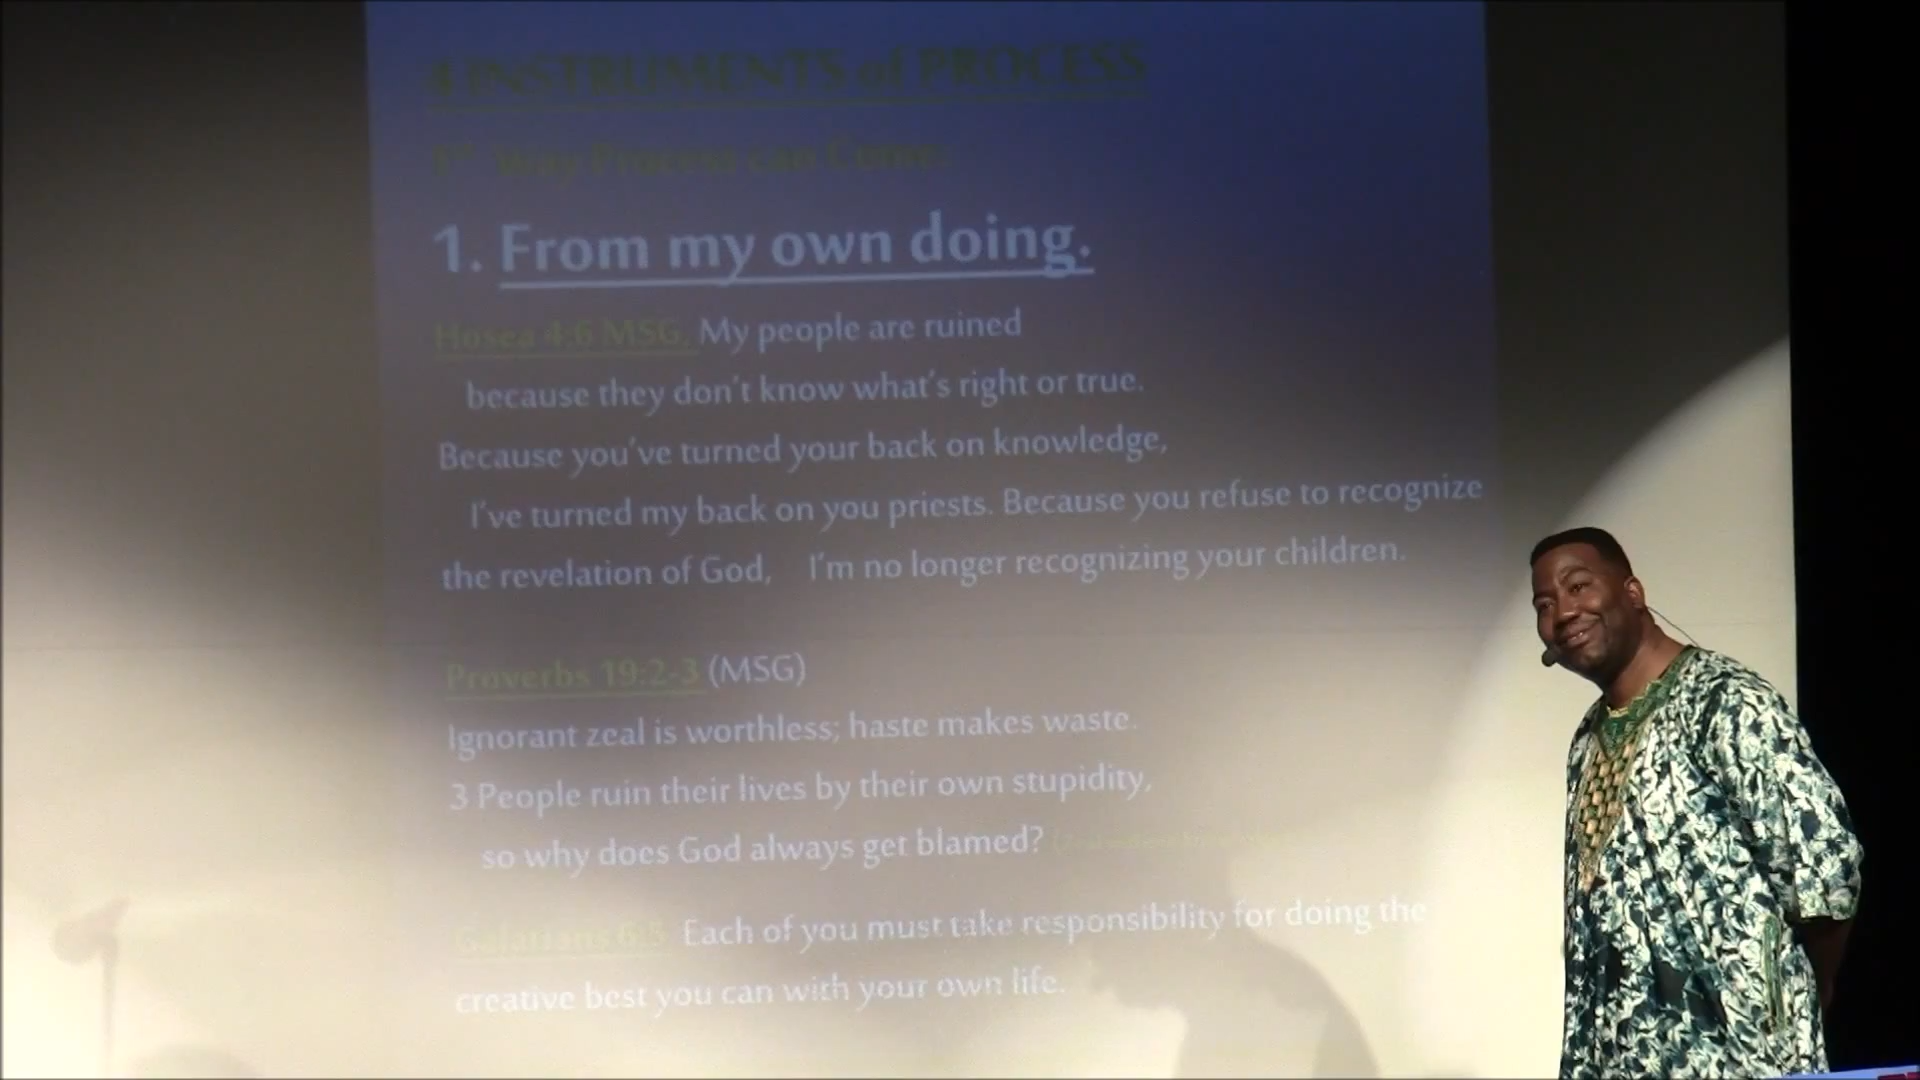 4 INSTRUMENTS of PROCESS
1st Way Process can Come:
1. From my own doing.
Hosea 4:6 MSG. My people are ruined
because they don't know what's right or true.
Because you've turned your back on knowledge,
I've turned my back on you priests. Because you refuse to recognize
the revelation of God, I'm no longer recognizing your children.
Proverbs 19:2-3 (MSG)
Ignorant zeal is worthless; haste makes waste.
3 People ruin their lives by their own stupidity,
so why does God always get blamed?
Galatians 6:5 Each of you must take responsibility for doing the
creative best you can with your own life.